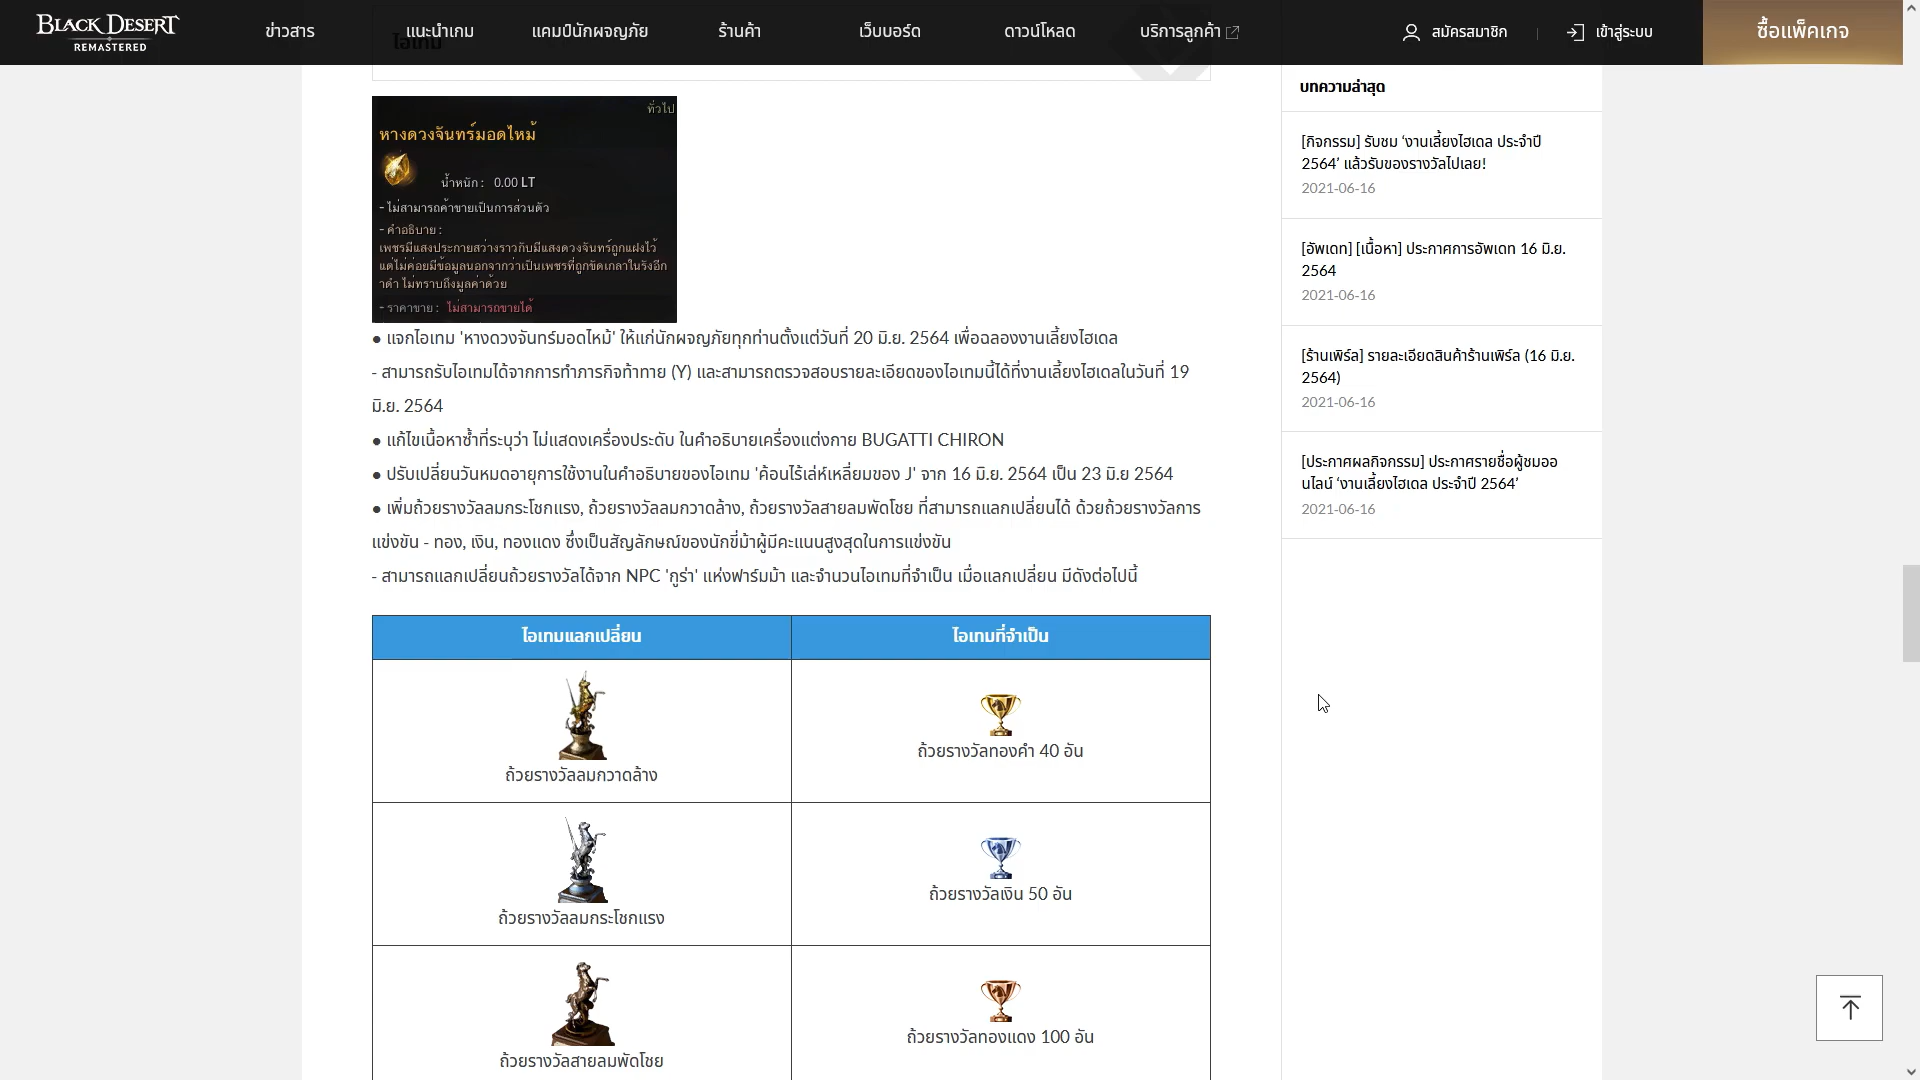 BLACK DESERT
REMASTERED
ข่าวสาร
แนะนำเกม
แคมป์นักผจญภัย
ร้านค้า
เว็บบอร์ด
ดาวน์โหลด
บริการลูกค้า
สมัครสมาชิก
เข้าสู่ระบบ
ซื้อแพ็คเกจ
ไอเทม
ทั่วไป
หางดวงจันทร์มอดไหม้
น้ำหนัก : 0.00 LT
- ไม่สามารถค้าขายเป็นการส่วนตัว
- คำอธิบาย :
เพชรมีแสงประกายสว่างราวกับมีแสงดวงจันทร์ถูกแฝงไว้
แต่ไม่ค่อยมีข้อมูลนอกจากว่าเป็นเพชรที่ถูกขัดเกลาในรังอีก
าดำ ไม่ทราบถึงมูลค่าด้วย
- ราคาขาย : ไม่สามารถขายได้
● แจกไอเทม 'หางดวงจันทร์มอดไหม้' ให้แก่นักผจญภัยทุกท่านตั้งแต่วันที่ 20 มิ.ย. 2564 เพื่อฉลองงานเลี้ยงไฮเดล
- สามารถรับไอเทมได้จากการทำภารกิจท้าทาย (Y) และสามารถตรวจสอบรายละเอียดของไอเทมนี้ได้ที่งานเลี้ยงไฮเดลในวันที่ 19
มิ.ย. 2564
● แก้ไขเนื้อหาซ้ำที่ระบุว่า ไม่แสดงเครื่องประดับ ในคำอธิบายเครื่องแต่งกาย BUGATTI CHIRON
● ปรับเปลี่ยนวันหมดอายุการใช้งานในคำอธิบายของไอเทม 'ค้อนไร้เล่ห์เหลี่ยมของ J' จาก 16 มิ.ย. 2564 เป็น 23 มิ.ย 2564
● เพิ่มถ้วยรางวัลลมกระโชกแรง, ถ้วยรางวัลลมกวาดล้าง, ถ้วยรางวัลสายลมพัดโชย ที่สามารถแลกเปลี่ยนได้ ด้วยถ้วยรางวัลการ
แข่งขัน - ทอง, เงิน, ทองแดง ซึ่งเป็นสัญลักษณ์ของนักขี่ม้าผู้มีคะแนนสูงสุดในการแข่งขัน
- สามารถแลกเปลี่ยนถ้วยรางวัลได้จาก NPC 'กูร่า' แห่งฟาร์มม้า และจำนวนไอเทมที่จำเป็น เมื่อแลกเปลี่ยน มีดังต่อไปนี้
ไอเทมแลกเปลี่ยน
ไอเทมที่จำเป็น
ถ้วยรางวัลลมกวาดล้าง
ถ้วยรางวัลทองคำ 40 อัน
ถ้วยรางวัลลมกระโชกแรง
ถ้วยรางวัลเงิน 50 อัน
ถ้วยรางวัลสายลมพัดโชย
ถ้วยรางวัลทองแดง 100 อัน
บทความล่าสุด
[กิจกรรม] รับชม ‘งานเลี้ยงไฮเดล ประจำปี
2564’ แล้วรับของรางวัลไปเลย!
2021-06-16
[อัพเดท] [เนื้อหา] ประกาศการอัพเดท 16 มิ.ย.
2564
2021-06-16
[ร้านเพิร์ล] รายละเอียดสินค้าร้านเพิร์ล (16 มิ.ย.
2564)
2021-06-16
[ประกาศผลกิจกรรม] ประกาศรายชื่อผู้ชมออ
นไลน์ ‘งานเลี้ยงไฮเดล ประจำปี 2564’
2021-06-16